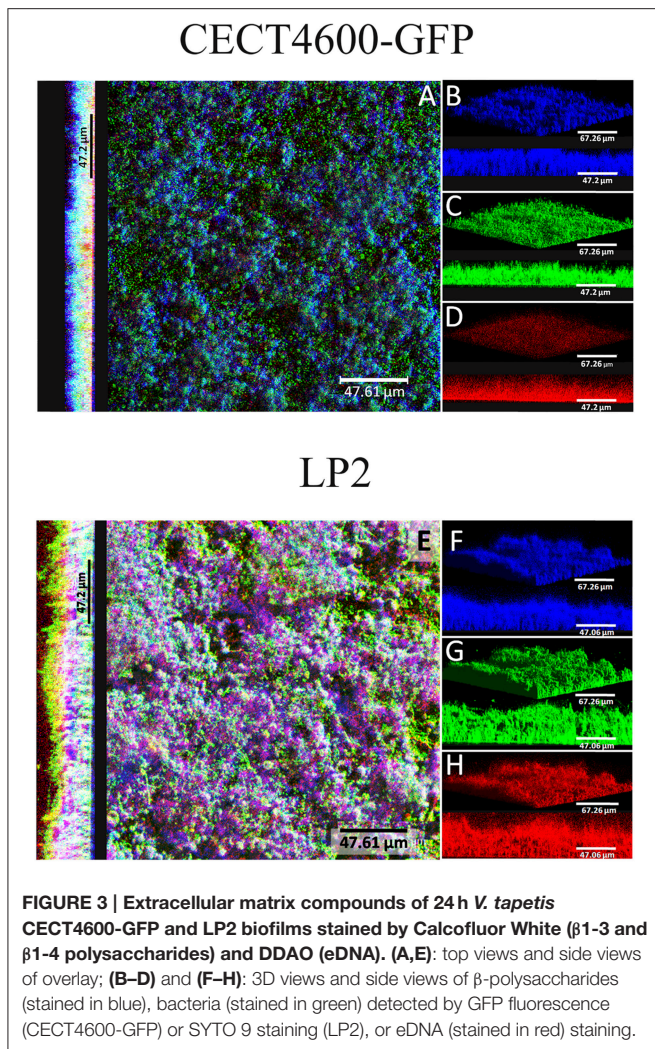 CECT4600-GFP
A
47.2 µm
47.61 µm
B
67.26 µm
47.2 µm
C
67.26 µm
47.2 µm
D
67.26 µm
47.2 µm
LP2
E
47.2 µm
47.61 µm
F
67.26 µm
47.06 µm
G
67.26 µm
47.06 µm
H
67.26 µm
47.06 µm
FIGURE 3 | Extracellular matrix compounds of 24 h V. tapetis
CECT4600-GFP and LP2 biofilms stained by Calcofluor White (β1-3 and
β1-4 polysaccharides) and DDAO (eDNA). (A,E): top views and side views
of overlay; (B–D) and (F–H): 3D views and side views of β-polysaccharides
(stained in blue), bacteria (stained in green) detected by GFP fluorescence
(CECT4600-GFP) or SYTO 9 staining (LP2), or eDNA (stained in red) staining.